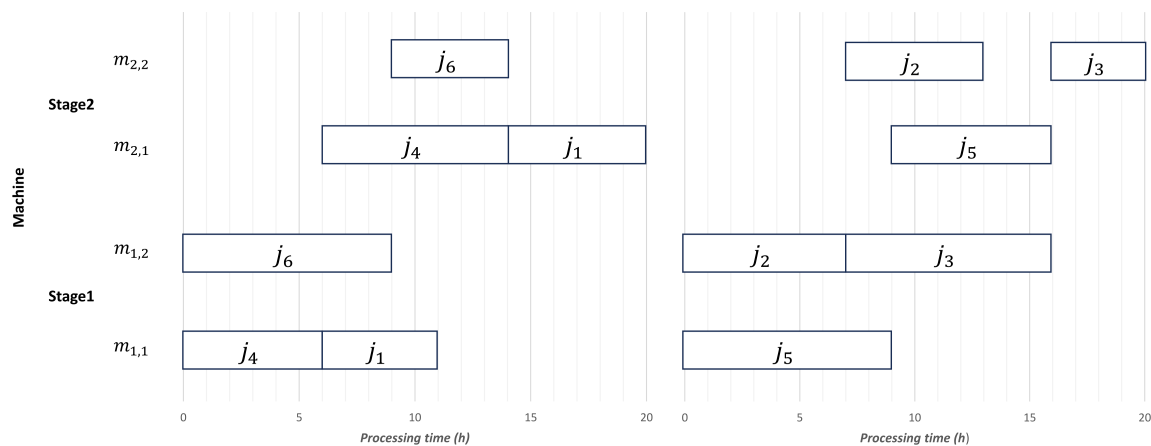 m2,2
j6
j2
j3
Stage2
m2,1
j4
j1
j5
Machine
m1,2
j6
j2
j3
Stage1
m1,1
j4
j1
j5
0 5 10 15 20 0 5 10 15 20
Processing time (h) Processing time (h)